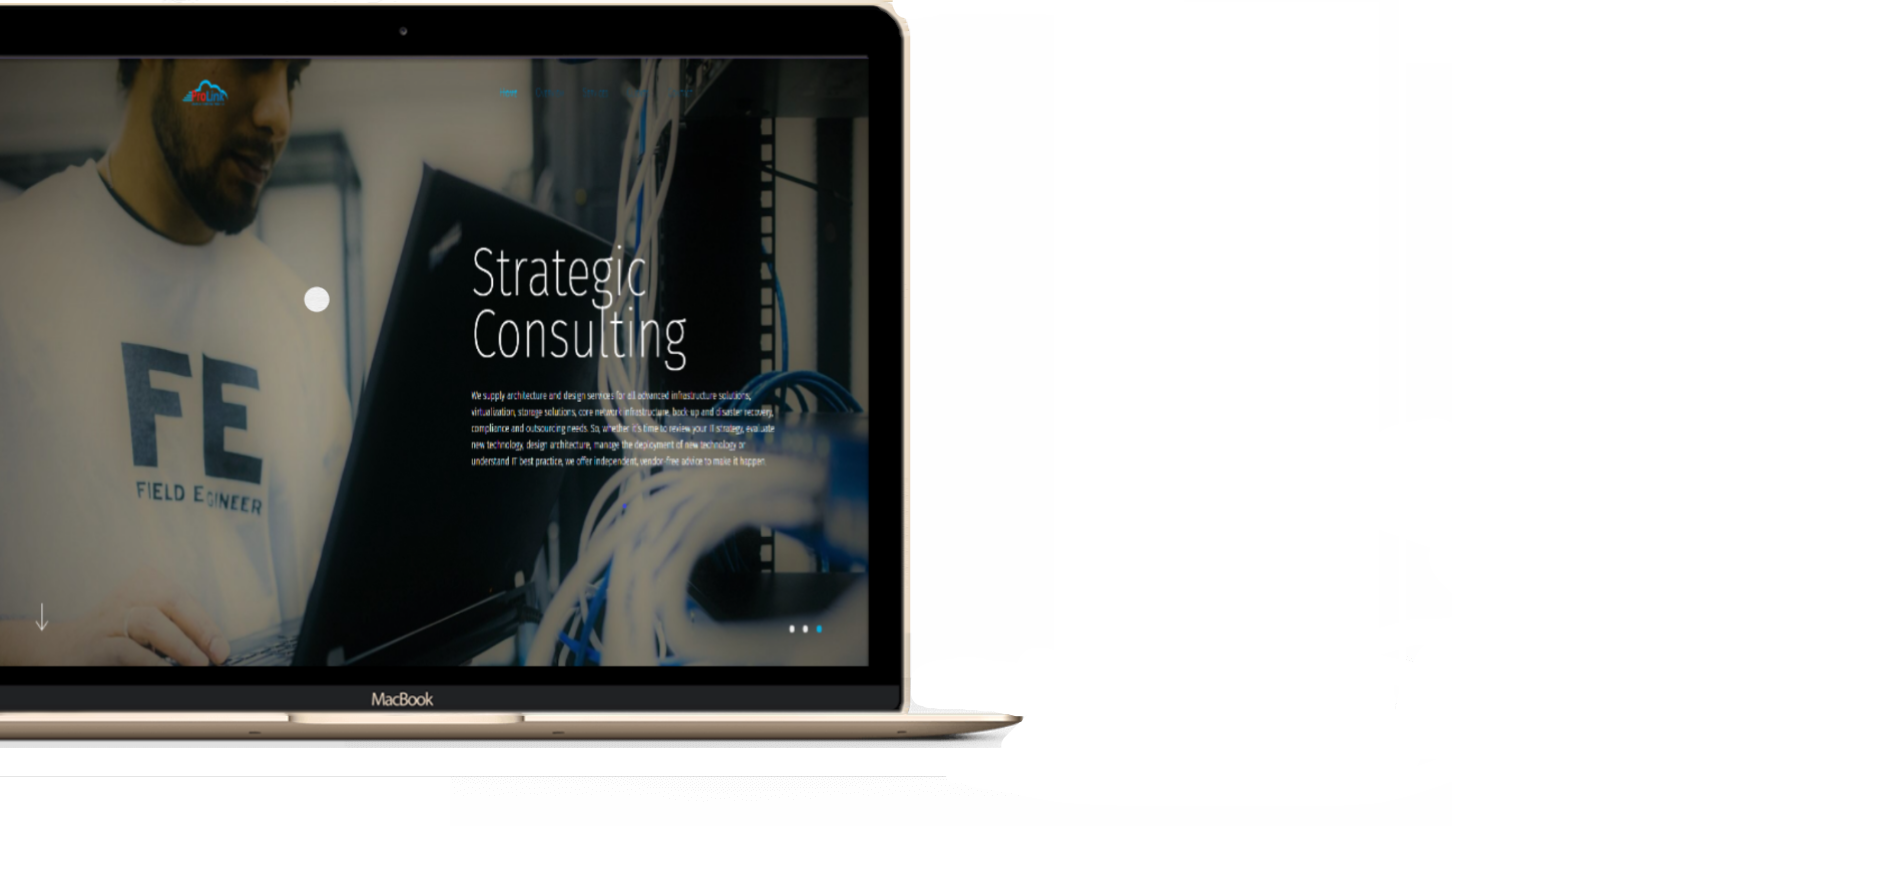 ProLink
Home
Strategic
Consulting
We supply architecture and design services for all advanced infrastructure solutions,
virtualization, storage solutions, core network infrastructure, back up and disaster recovery,
compliance and outsourcing needs. So, whether it's time to review your IT strategy, evaluate
new technology, design architecture, manage the deployment of new technology or
understand IT best practice, we offer independent, vendor-free advice to make it happen.
FE
FIELD E GINEER
MacBook